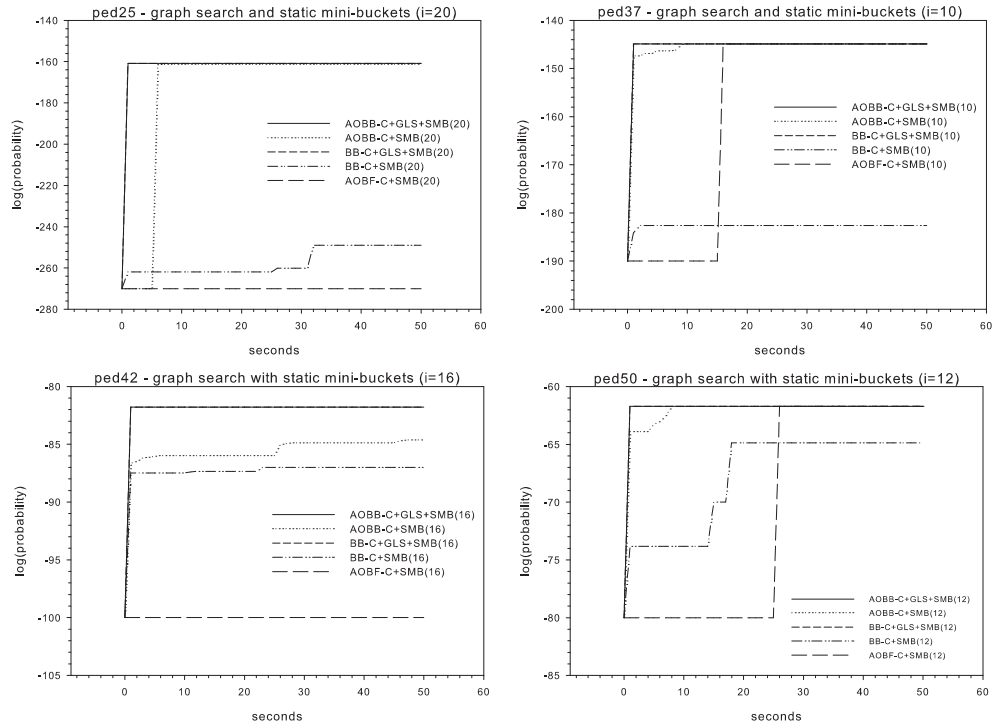 ped25 - graph search and static mini-buckets (i=20)
-140
-160
-180
-200
-220
-240
-260
-280
log(probability)
AOBB-C+GLS+SMB(20)
AOBB-C+SMB(20)
BB-C+GLS+SMB(20)
BB-C+SMB(20)
AOBF-C+SMB(20)
0 10 20 30 40 50 60
seconds
ped37 - graph search and static mini-buckets (i=10)
-140
-150
-160
-170
-180
-190
-200
log(probability)
AOBB-C+GLS+SMB(10)
AOBB-C+SMB(10)
BB-C+GLS+SMB(10)
BB-C+SMB(10)
AOBF-C+SMB(10)
0 10 20 30 40 50 60
seconds
ped42 - graph search with static mini-buckets (i=16)
-80
-85
-90
-95
-100
-105
log(probability)
AOBB-C+GLS+SMB(16)
AOBB-C+SMB(16)
BB-C+GLS+SMB(16)
BB-C+SMB(16)
AOBF-C+SMB(16)
0 10 20 30 40 50 60
seconds
ped50 - graph search with static mini-buckets (i=12)
-60
-65
-70
-75
-80
-85
log(probability)
AOBB-C+GLS+SMB(12)
AOBB-C+SMB(12)
BB-C+GLS+SMB(12)
BB-C+SMB(12)
AOBF-C+SMB(12)
0 10 20 30 40 50 60
seconds